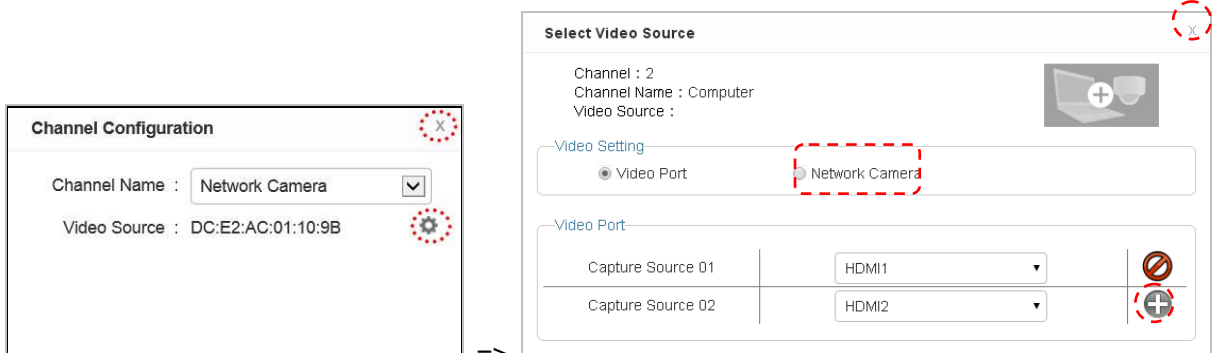 Channel Configuration X
Channel Name : Network Camera
Video Source : DC:E2:AC:01:10:9B
=>
Select Video Source X
Channel : 2
Channel Name : Computer
Video Source :
Video Setting
Video Port Network Camera
Video Port
Capture Source 01 HDMI1
Capture Source 02 HDMI2